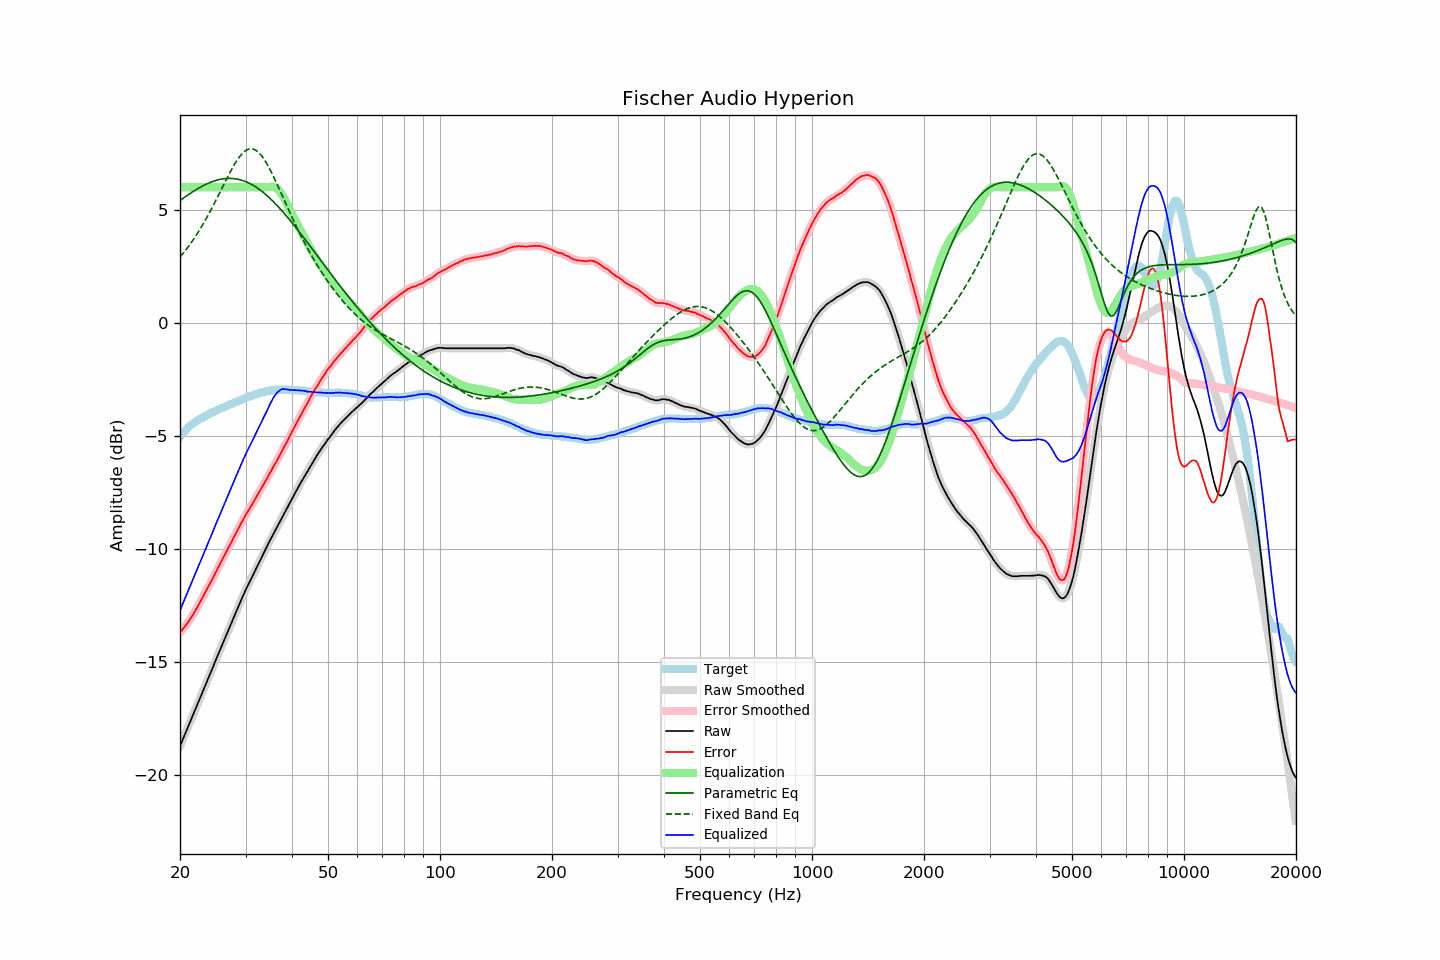 Fischer Audio Hyperion
Amplitude (dBr)
5
0
−5
−10
−15
−20
Target
Raw Smoothed
Error Smoothed
Raw
Error
Equalization
Parametric Eq
Fixed Band Eq
Equalized
20 50 100 200 500 1000 2000 5000 10000 20000
Frequency (Hz)